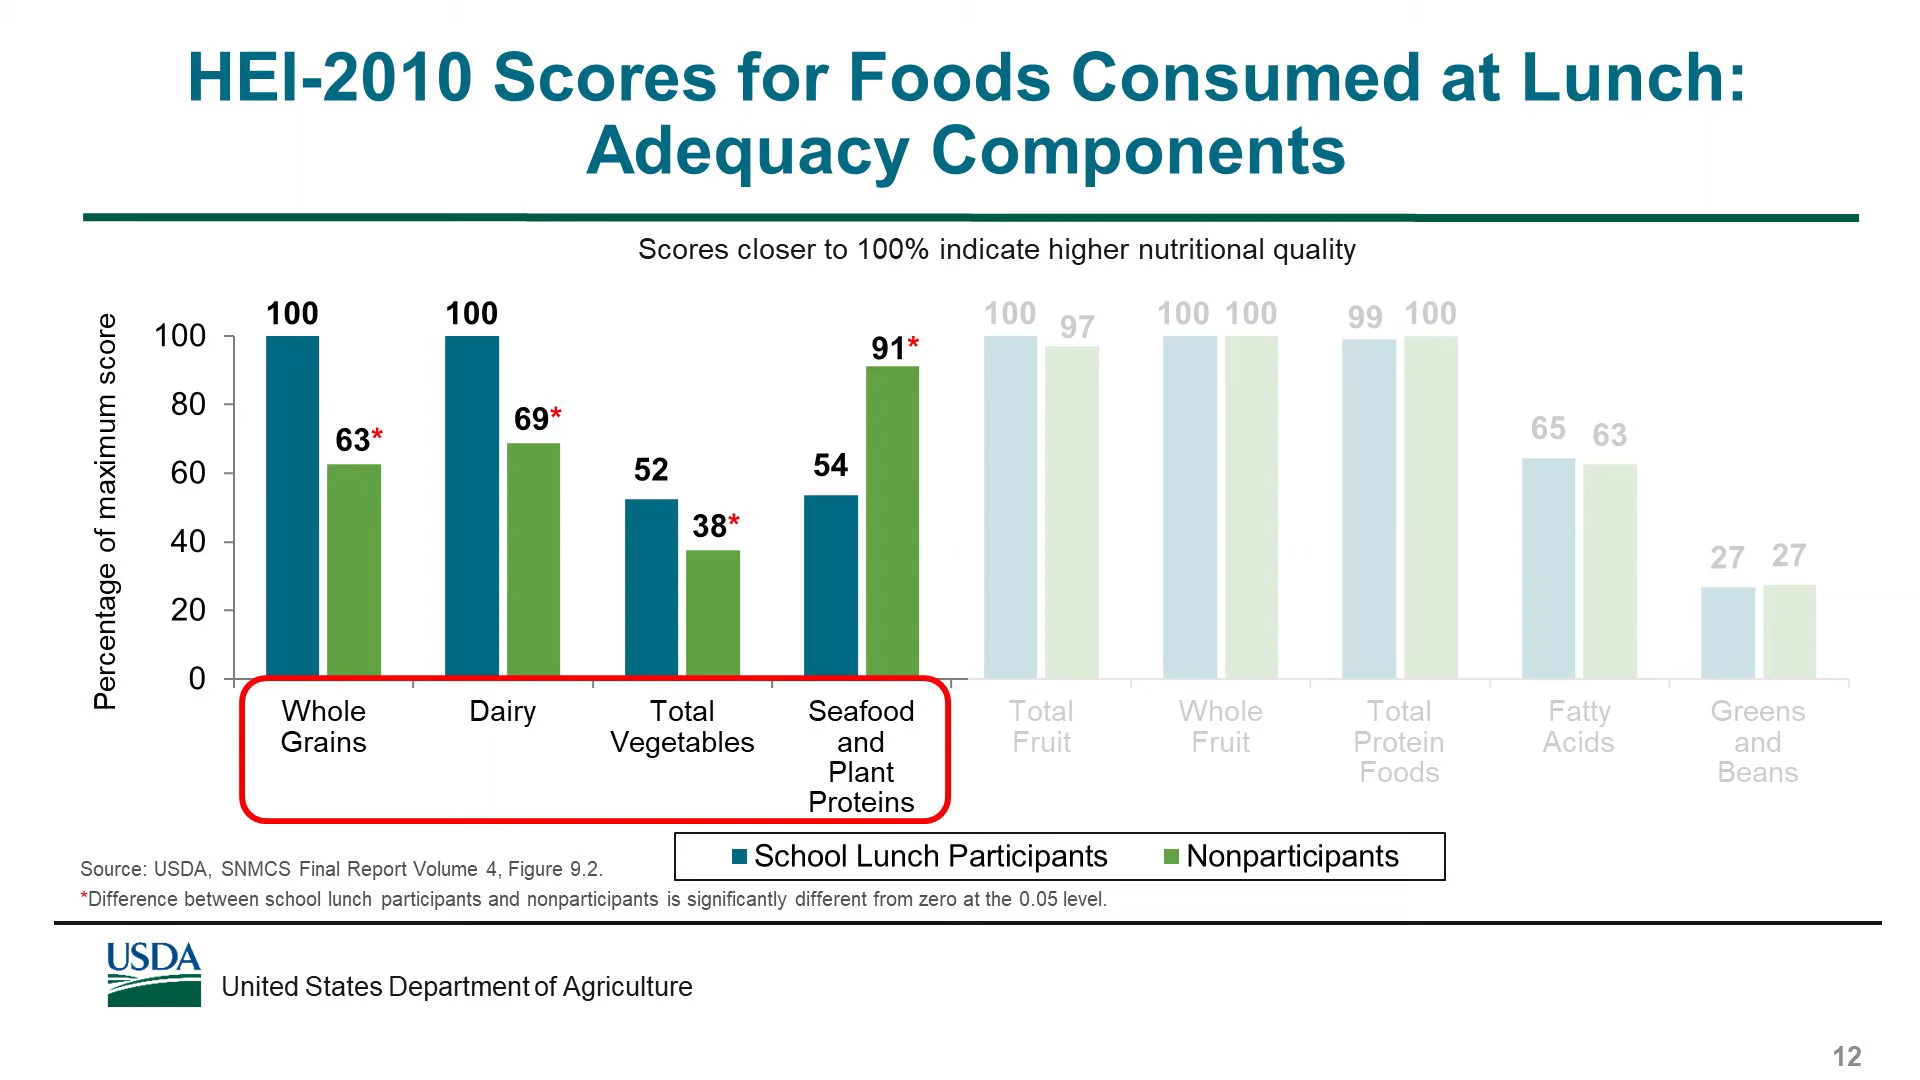 HEI-2010 Scores for Foods Consumed at Lunch:
Adequacy Components
Scores closer to 100% indicate higher nutritional quality
Percentage of maximum score
100
80
60
40
20
0
100
63*
100
69*
52
38*
54
91*
100
97
100
100
99
100
65
63
27
27
Whole
Grains
Dairy
Total
Vegetables
Seafood
and
Plant
Proteins
Total
Fruit
Whole
Fruit
Total
Protein
Foods
Fatty
Acids
Greens
and
Beans
School Lunch Participants
Nonparticipants
Source: USDA, SNMCS Final Report Volume 4, Figure 9.2.
*Difference between school lunch participants and nonparticipants is significantly different from zero at the 0.05 level.
USDA
United States Department of Agriculture
12